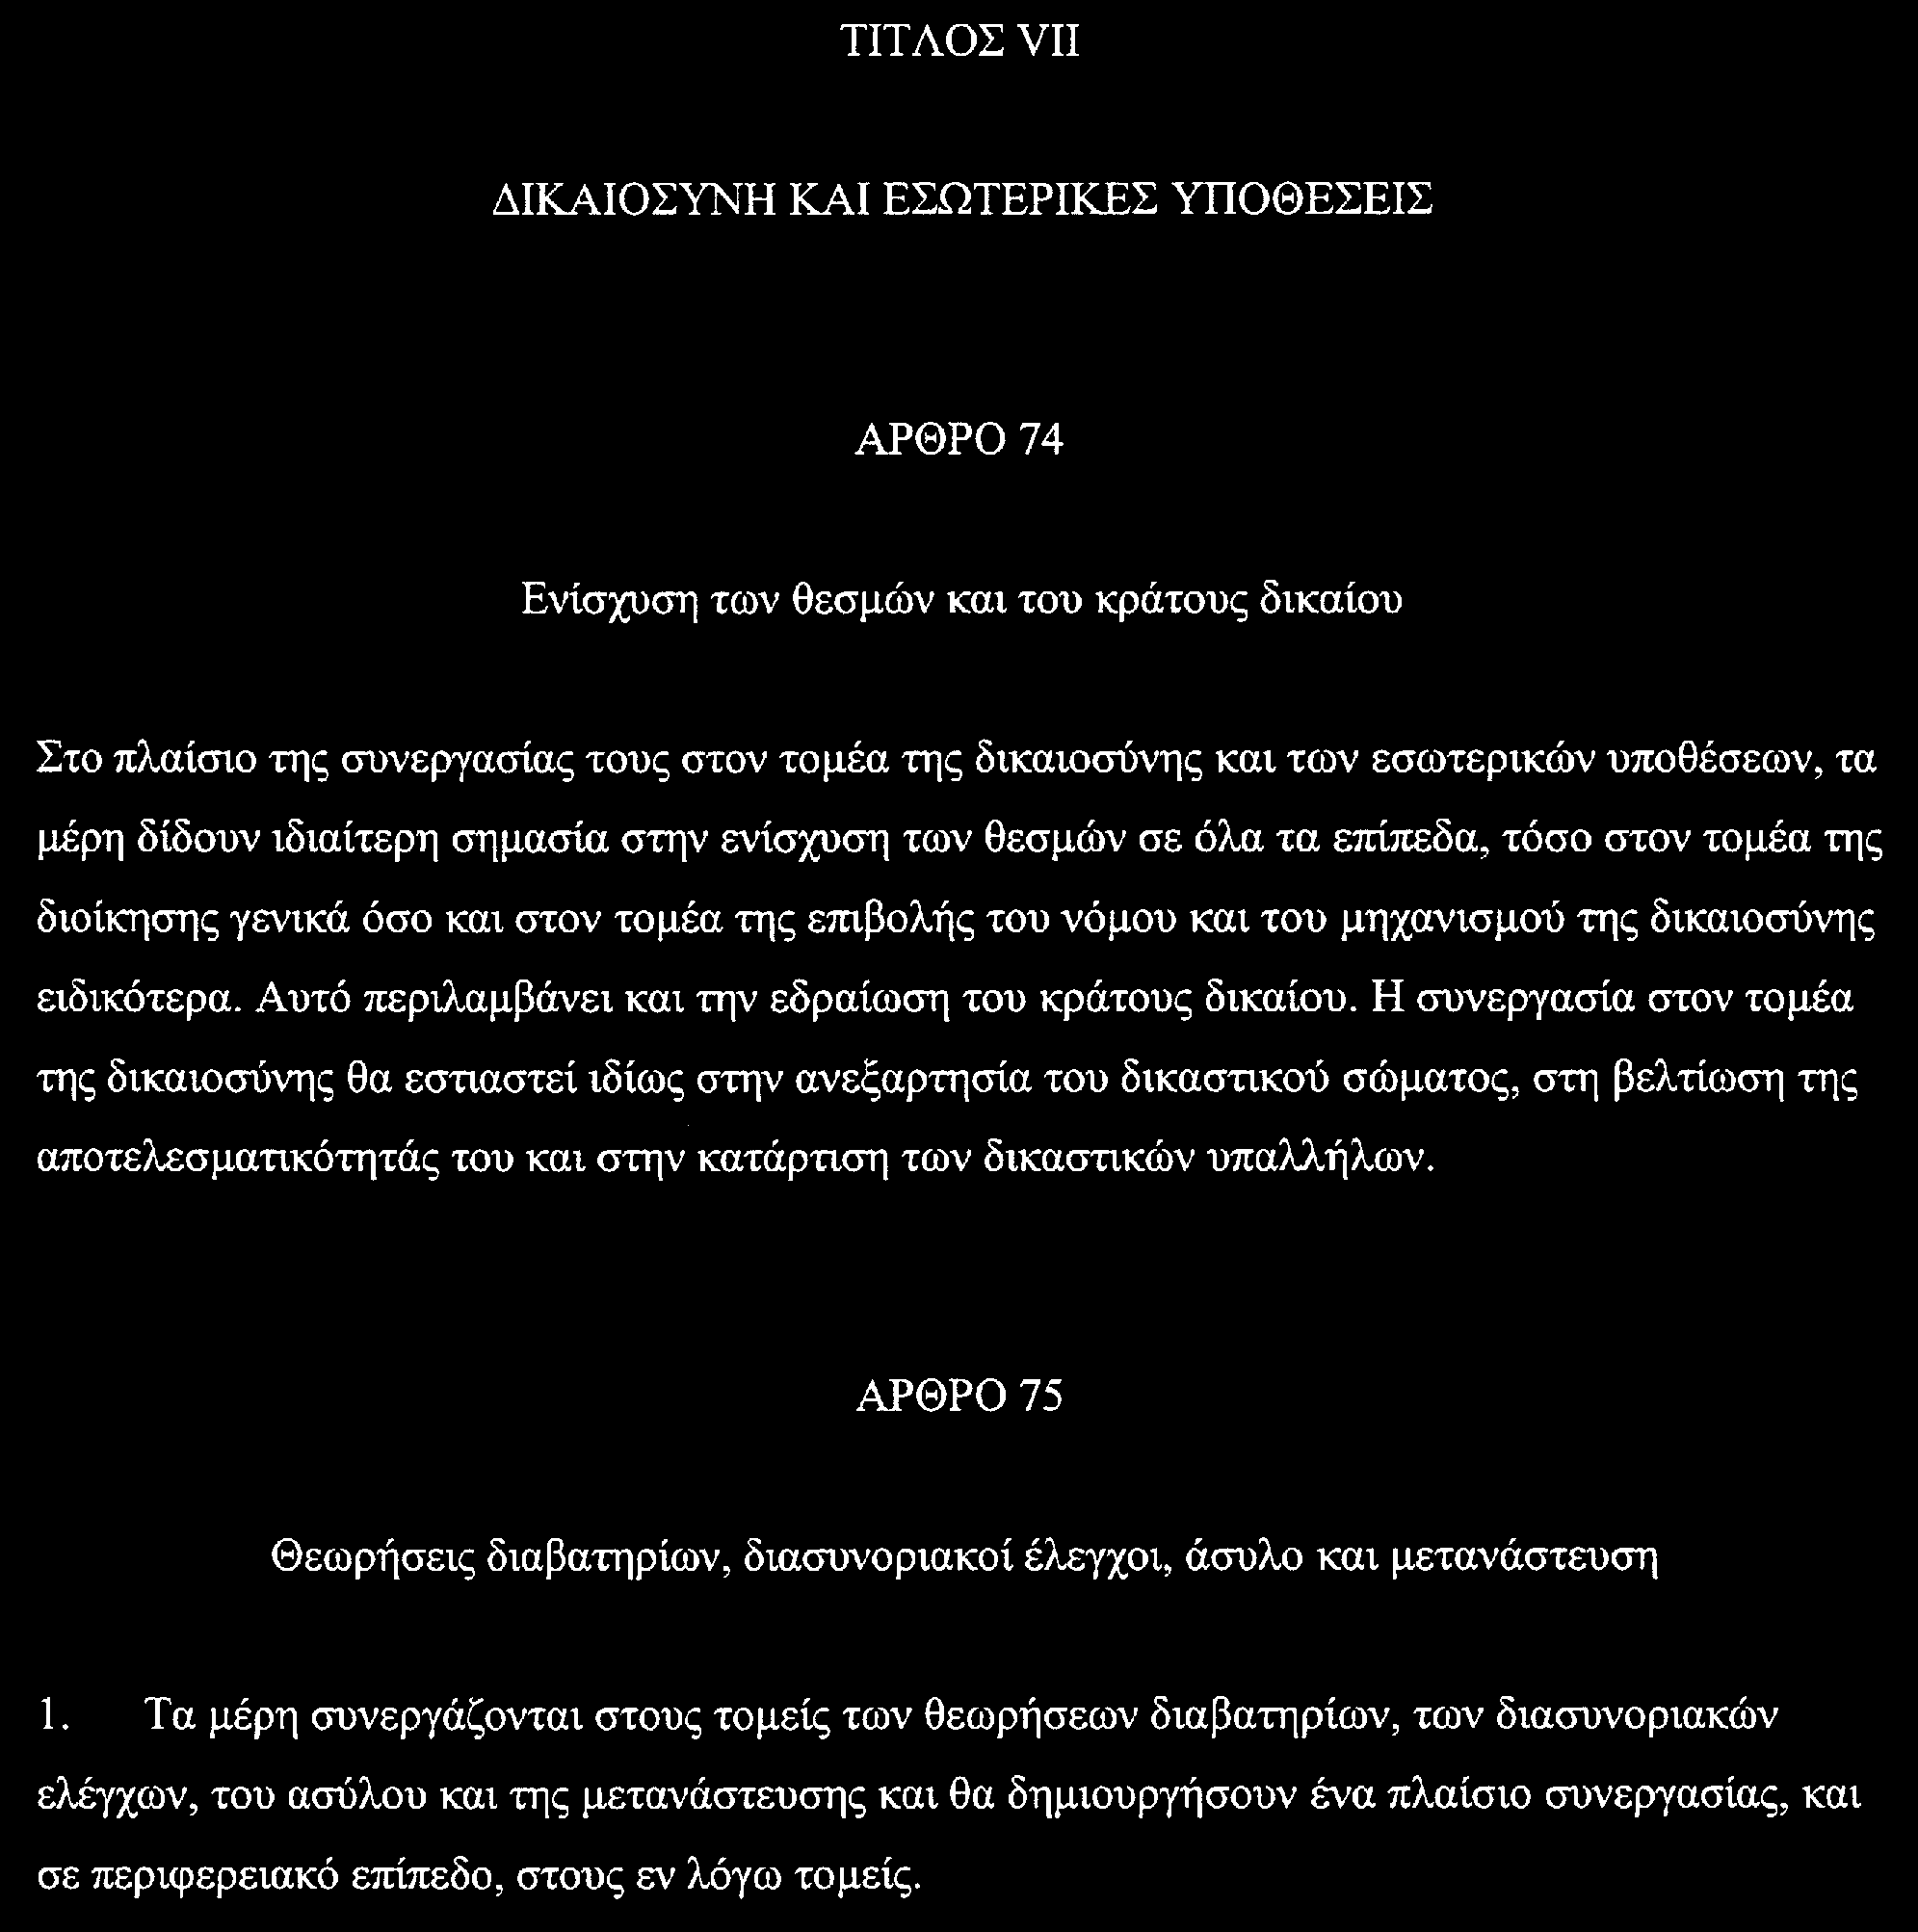 ΤΙΤΛΟΣ VII
ΔΙΚΑΙΟΣΥΝΗ ΚΑΙ ΕΣΩΤΕΡΙΚΕΣ ΥΠΟΘΕΣΕΙΣ
ΑΡΘΡΟ 74
Ενίσχυση των θεσμών και του κράτους δικαίου
Στο πλαίσιο της συνεργασίας τους στον τομέα της δικαιοσύνης και των εσωτερικών υποθέσεων, τα
μέρη δίδουν ιδιαίτερη σημασία στην ενίσχυση των θεσμών σε όλα τα επίπεδα, τόσο στον τομέα της
διοίκησης γενικά όσο και στον τομέα της επιβολής του νόμου και του μηχανισμού της δικαιοσύνης
ειδικότερα. Αυτό περιλαμβάνει και την εδραίωση του κράτους δικαίου. Η συνεργασία στον τομέα
της δικαιοσύνης θα εστιαστεί ιδίως στην ανεξαρτησία του δικαστικού σώματος, στη βελτίωση της
αποτελεσματικότητάς του και στην κατάρτιση των δικαστικών υπαλλήλων.
ΑΡΘΡΟ 75
Θεωρήσεις διαβατηρίων, διασυνοριακοί έλεγχοι, άσυλο και μετανάστευση
1. Τα μέρη συνεργάζονται στους τομείς των θεωρήσεων διαβατηρίων, των διασυνοριακών
ελέγχων, του ασύλου και της μετανάστευσης και θα δημιουργήσουν ένα πλαίσιο συνεργασίας, και
σε περιφερειακό επίπεδο, στους εν λόγω τομείς.